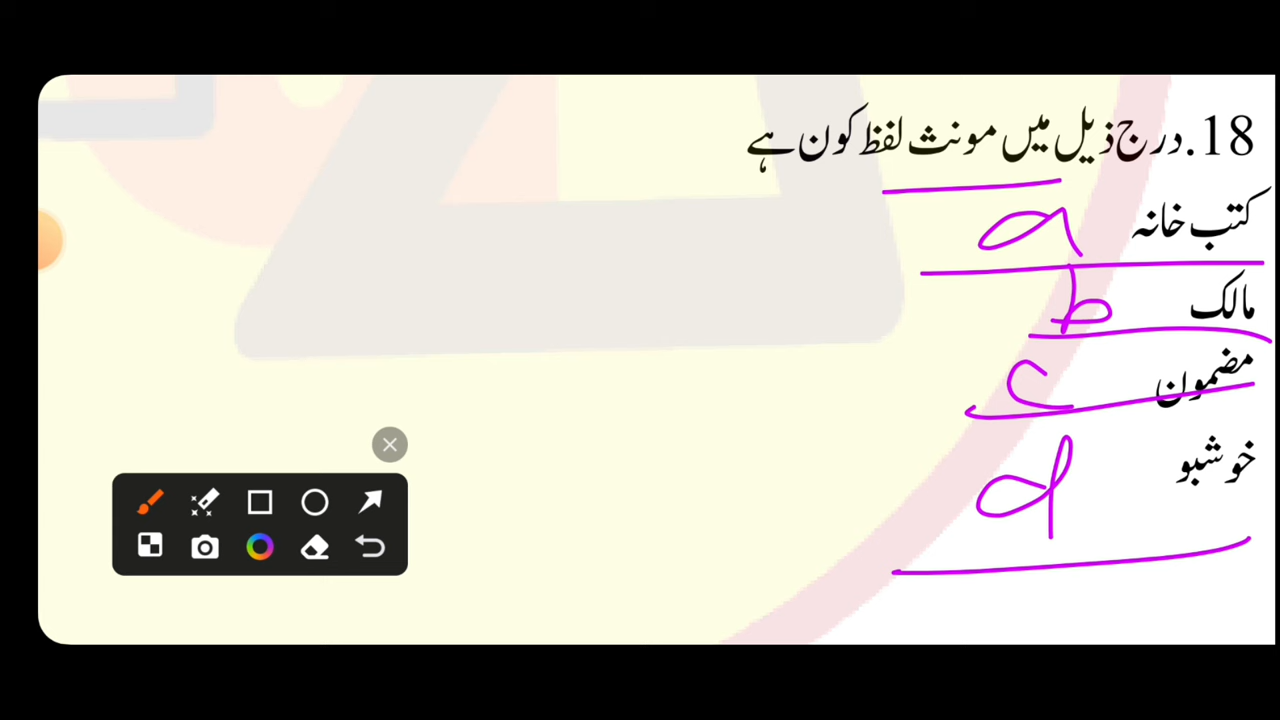 18. درج ذیل میں مونث لفظ کون ہے
کتب خانہ a
مالک b
مضمون c
خوشبو d